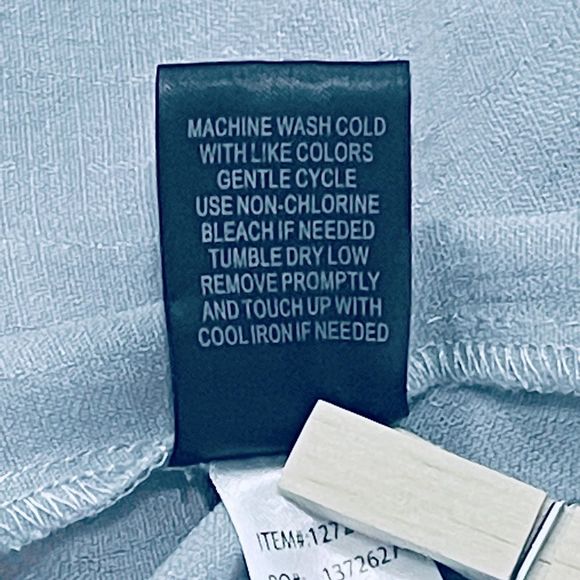 MACHINE WASH COLD
WITH LIKE COLORS
GENTLE CYCLE
USE NON-CHLORINE
BLEACH IF NEEDED
TUMBLE DRY LOW
REMOVE PROMPTLY
AND TOUCH UP WITH
COOL IRON IF NEEDED
ITEM#: